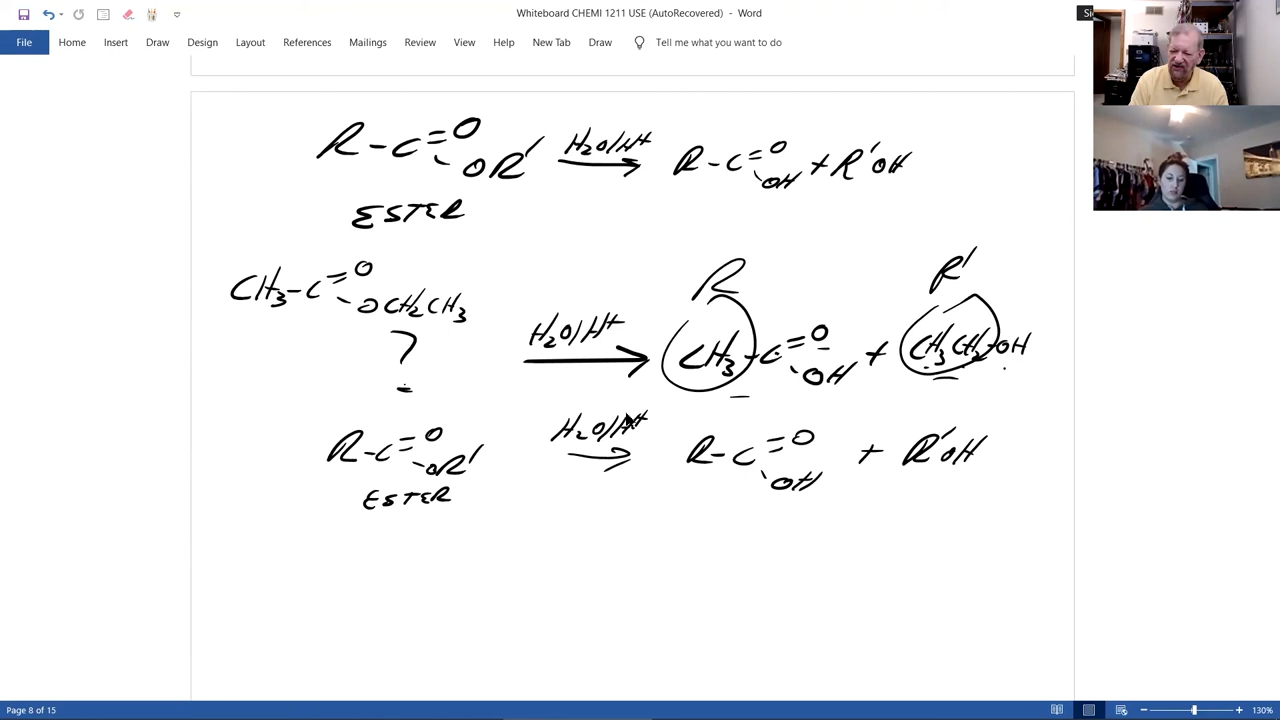 Whiteboard CHEMI 1211 USE (AutoRecovered) - Word
File Home Insert Draw Design Layout References Mailings Review View Help New Tab Draw Tell me what you want to do
R-C=O OR' H2O/H+ R-C=O OH + R'OH
ESTER
CH3-C=O OCH2CH3
R R'
? H2O/H+ CH3-C=O OH + CH3CH2-OH
R-C=O OR' H2O/H+ R-C=O OH + R'OH
ESTER
Page 8 of 15 130%